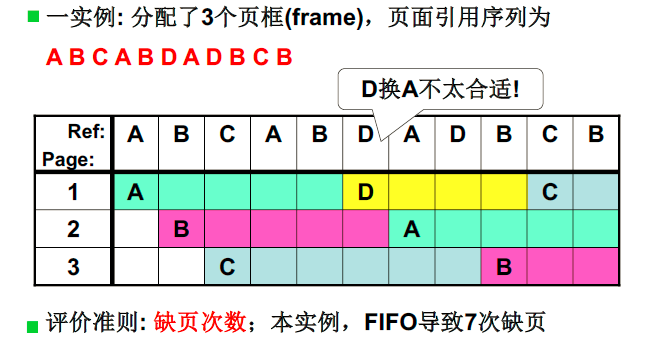 一实例: 分配了3个页框(frame)，页面引用序列为
A B C A B D A D B C B
D换A不太合适!
Ref: A B C A B D A D B C B
Page:
1 A D C
2 B A
3 C B
评价准则: 缺页次数；本实例，FIFO导致7次缺页